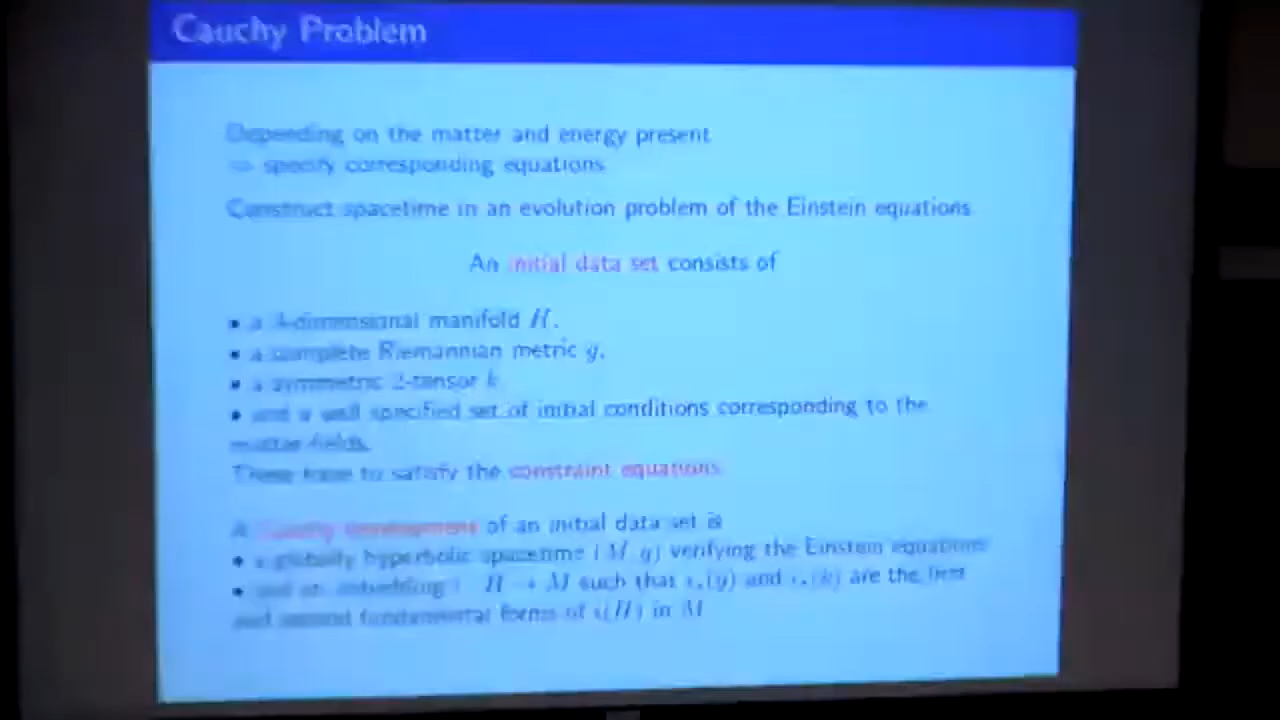 Cauchy Problem
Depending on the matter and energy present
⇒ specify corresponding equations
Construct spacetime in an evolution problem of the Einstein equations
An initial data set consists of
• a 3-dimensional manifold H,
• a complete Riemannian metric g,
• a symmetric 2-tensor k
• and a well specified set of initial conditions corresponding to the
matter-fields.
These have to satisfy the constraint equations.
A Cauchy development of an initial data set is
• a globally hyperbolic spacetime (M, g) verifying the Einstein equations
• and an imbedding i : H → M such that i∗(g) and i∗(k) are the first
and second fundamental forms of i(H) in M